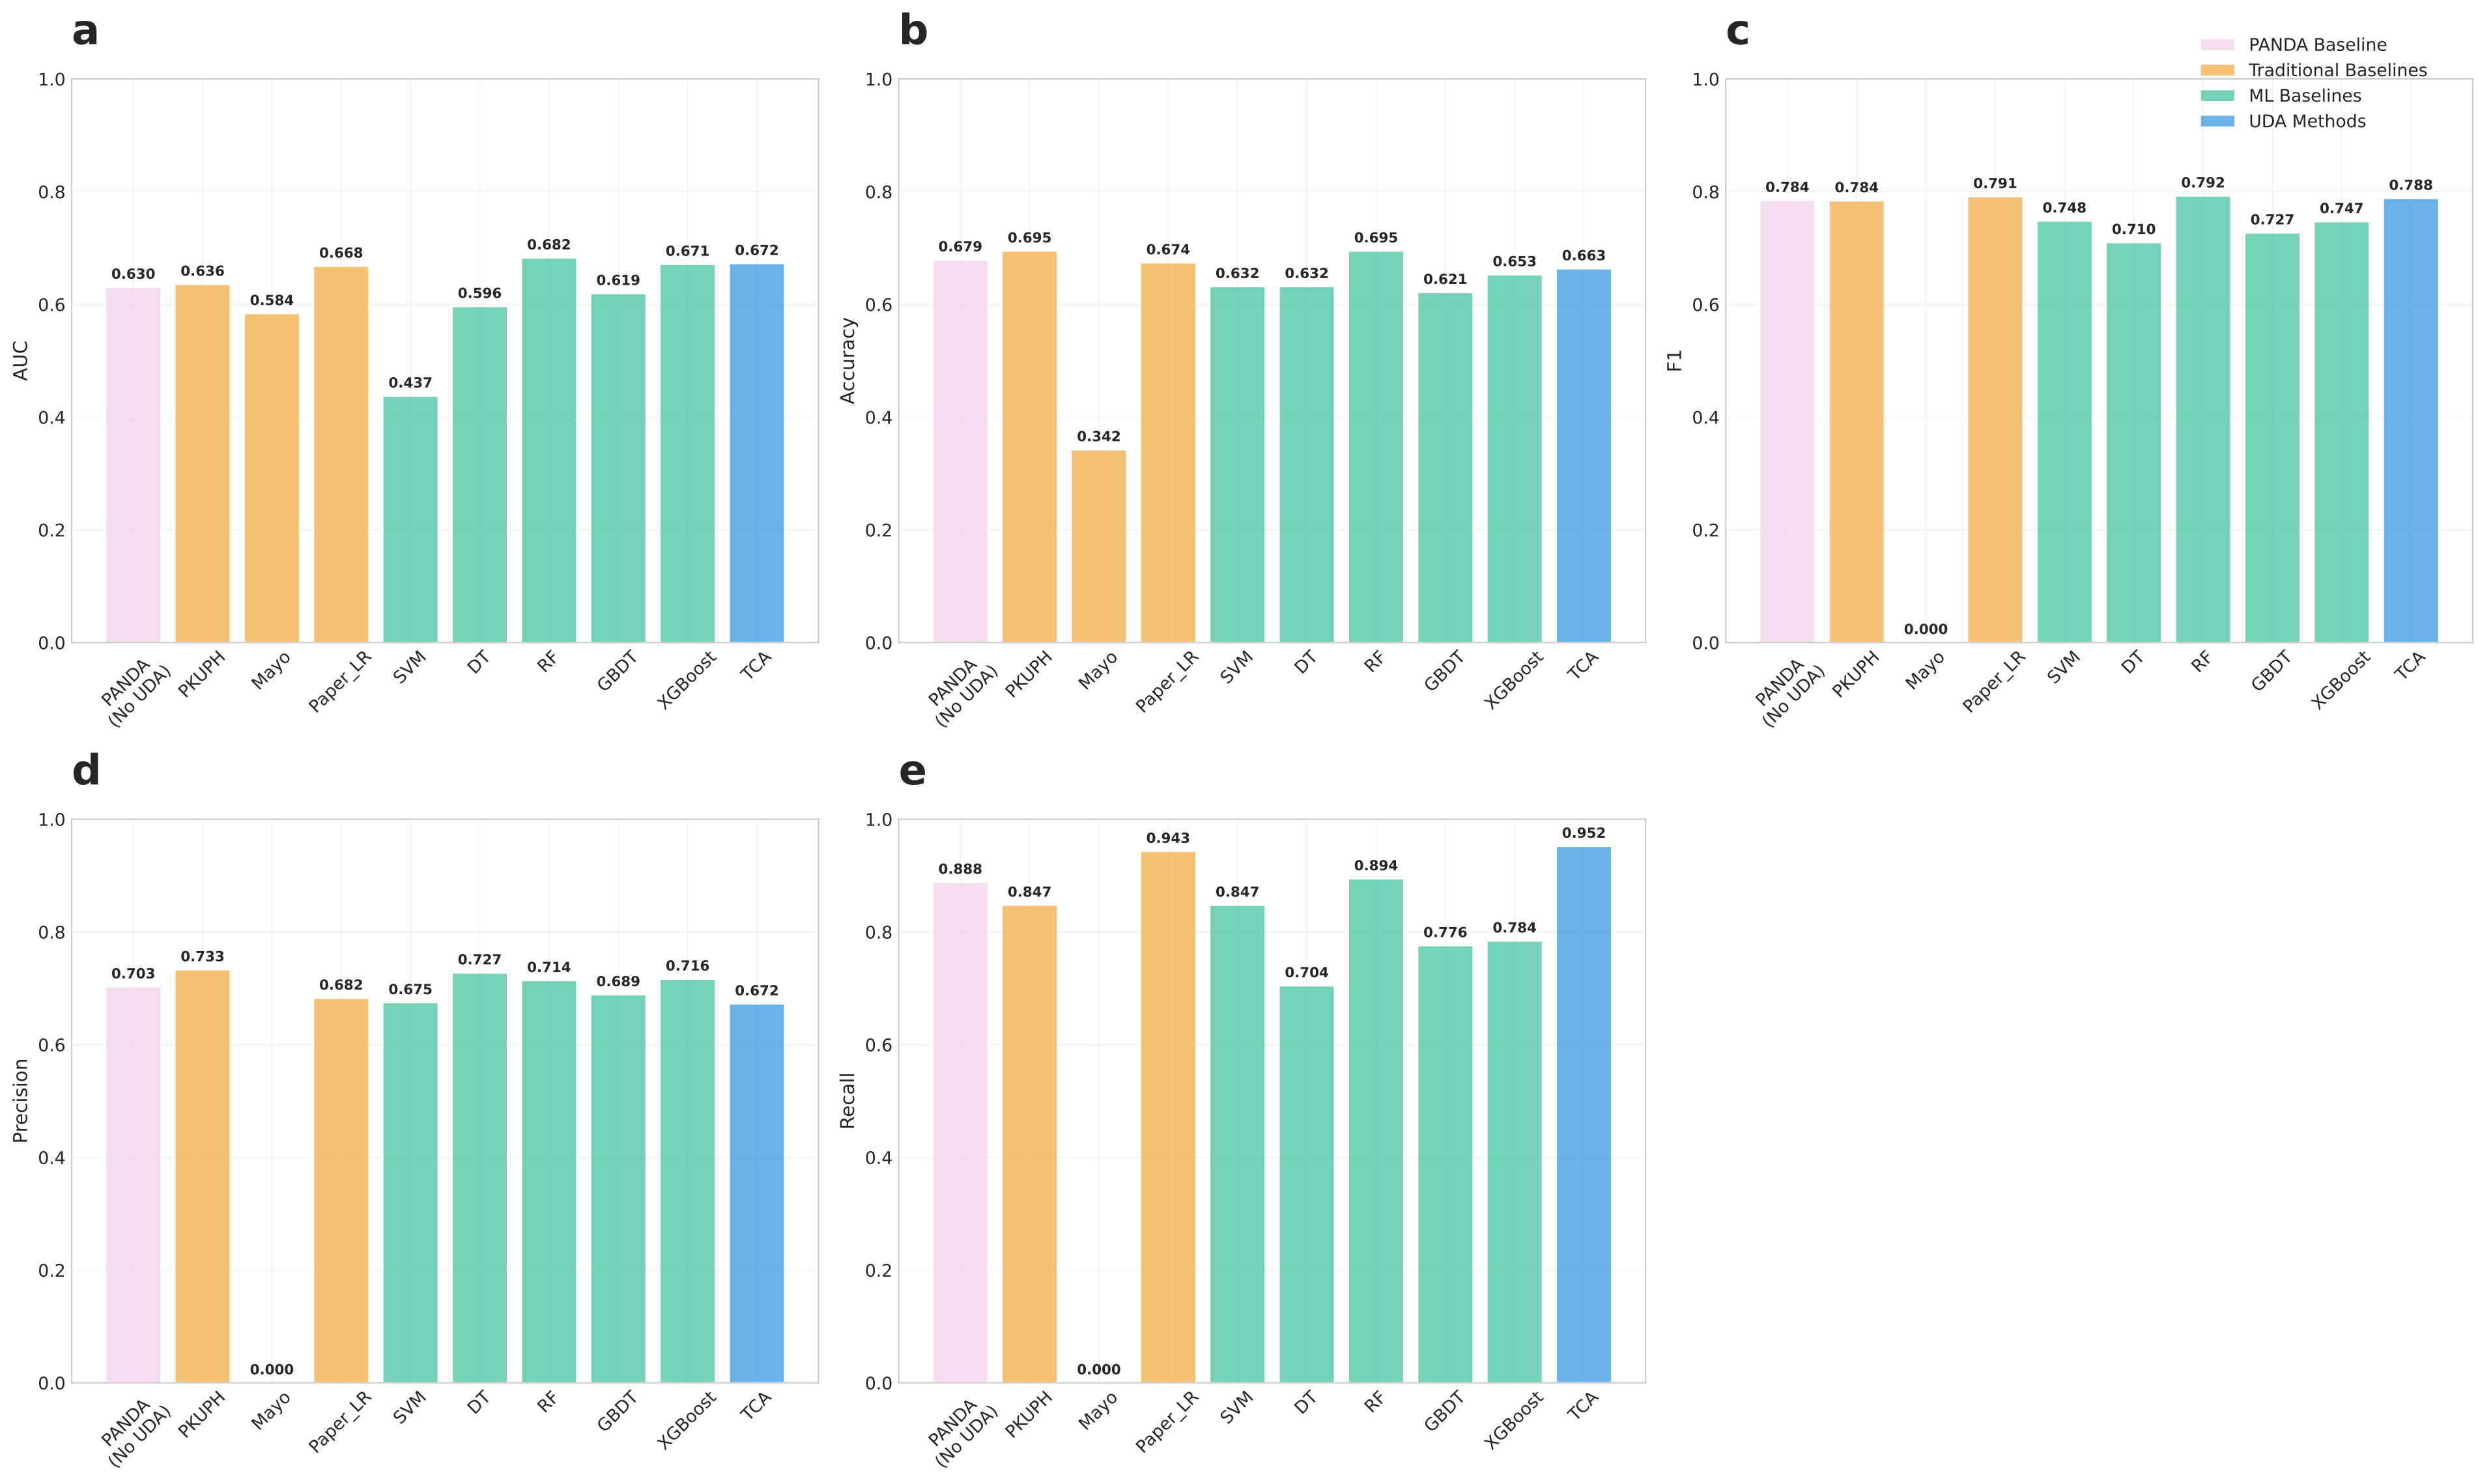 a
1.0
0.8
0.6
0.4
0.2
0.0
AUC
0.630
0.636
0.584
0.668
0.437
0.596
0.682
0.619
0.671
0.672
PANDA
(No UDA)
PKUPH
Mayo
Paper_LR
SVM
DT
RF
GBDT
XGBoost
TCA
b
1.0
0.8
0.6
0.4
0.2
0.0
Accuracy
0.679
0.695
0.342
0.674
0.632
0.632
0.695
0.621
0.653
0.663
PANDA
(No UDA)
PKUPH
Mayo
Paper_LR
SVM
DT
RF
GBDT
XGBoost
TCA
c
PANDA Baseline
Traditional Baselines
ML Baselines
UDA Methods
1.0
0.8
0.6
0.4
0.2
0.0
F1
0.784
0.784
0.000
0.791
0.748
0.710
0.792
0.727
0.747
0.788
PANDA
(No UDA)
PKUPH
Mayo
Paper_LR
SVM
DT
RF
GBDT
XGBoost
TCA
d
1.0
0.8
0.6
0.4
0.2
0.0
Precision
0.703
0.733
0.000
0.682
0.675
0.727
0.714
0.689
0.716
0.672
PANDA
(No UDA)
PKUPH
Mayo
Paper_LR
SVM
DT
RF
GBDT
XGBoost
TCA
e
1.0
0.8
0.6
0.4
0.2
0.0
Recall
0.888
0.847
0.000
0.943
0.847
0.704
0.894
0.776
0.784
0.952
PANDA
(No UDA)
PKUPH
Mayo
Paper_LR
SVM
DT
RF
GBDT
XGBoost
TCA